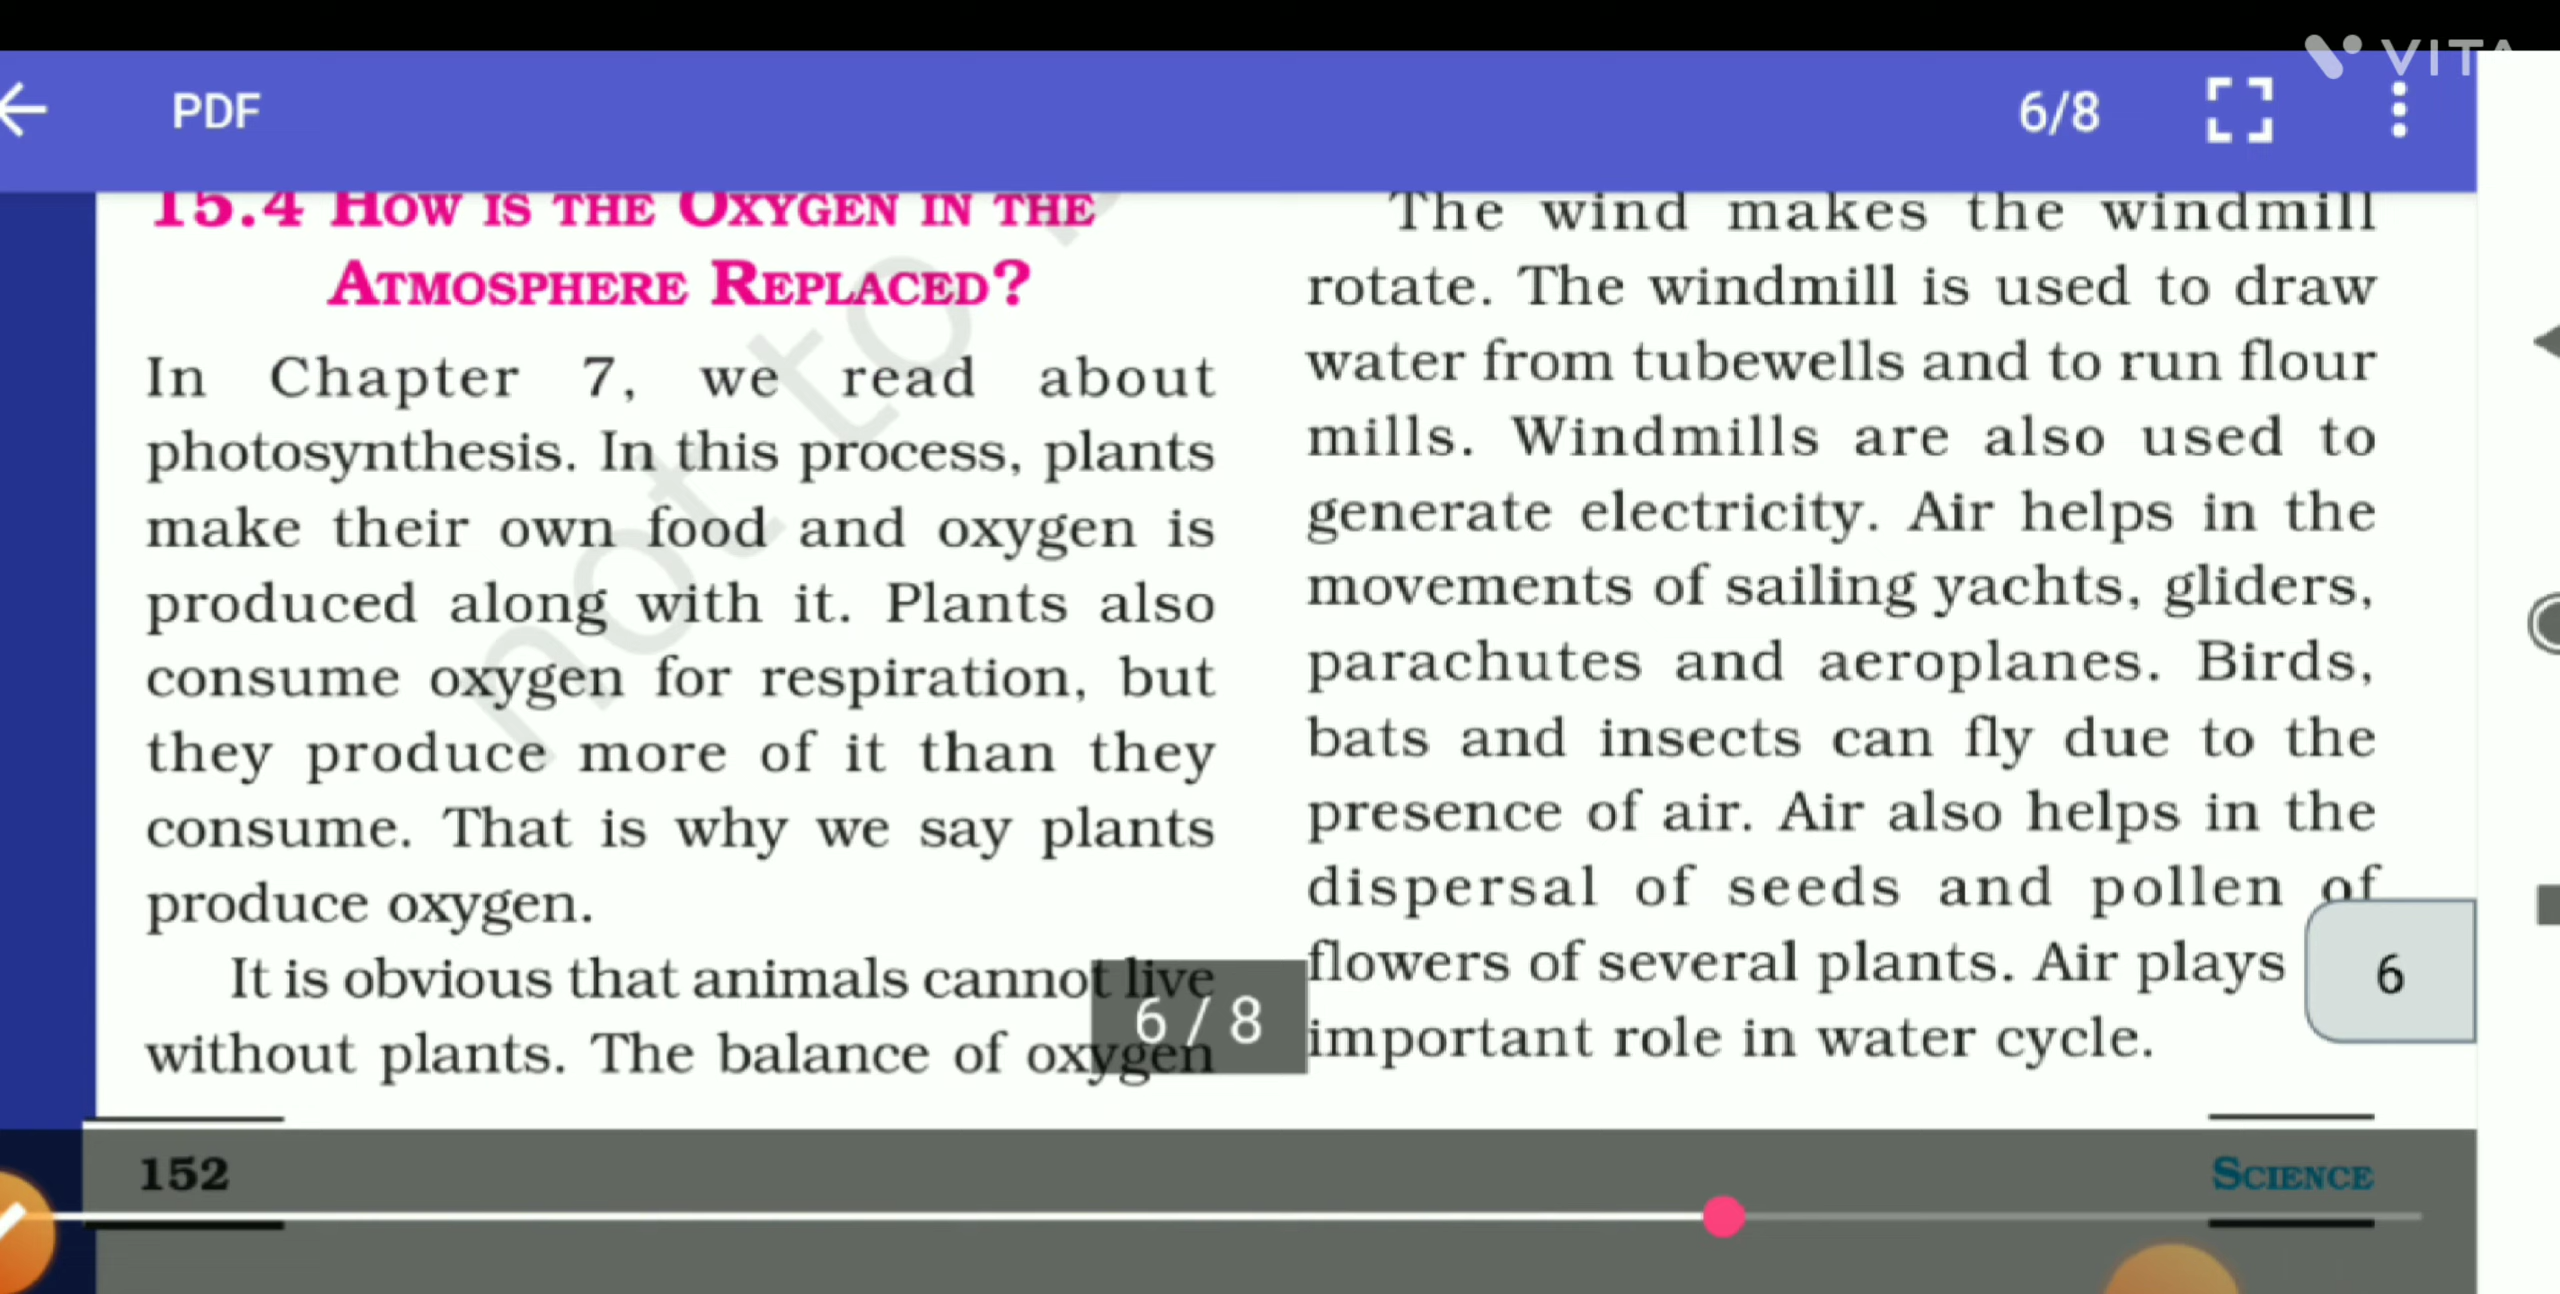 VITA
PDF
6/8
15.4 HOW IS THE OXYGEN IN THE
ATMOSPHERE REPLACED?
In Chapter 7, we read about
photosynthesis. In this process, plants
make their own food and oxygen is
produced along with it. Plants also
consume oxygen for respiration, but
they produce more of it than they
consume. That is why we say plants
produce oxygen.
It is obvious that animals cannot live
without plants. The balance of oxygen
The wind makes the windmill
rotate. The windmill is used to draw
water from tubewells and to run flour
mills. Windmills are also used to
generate electricity. Air helps in the
movements of sailing yachts, gliders,
parachutes and aeroplanes. Birds,
bats and insects can fly due to the
presence of air. Air also helps in the
dispersal of seeds and pollen of
flowers of several plants. Air plays
important role in water cycle.
6 / 8
6
152
SCIENCE
not to